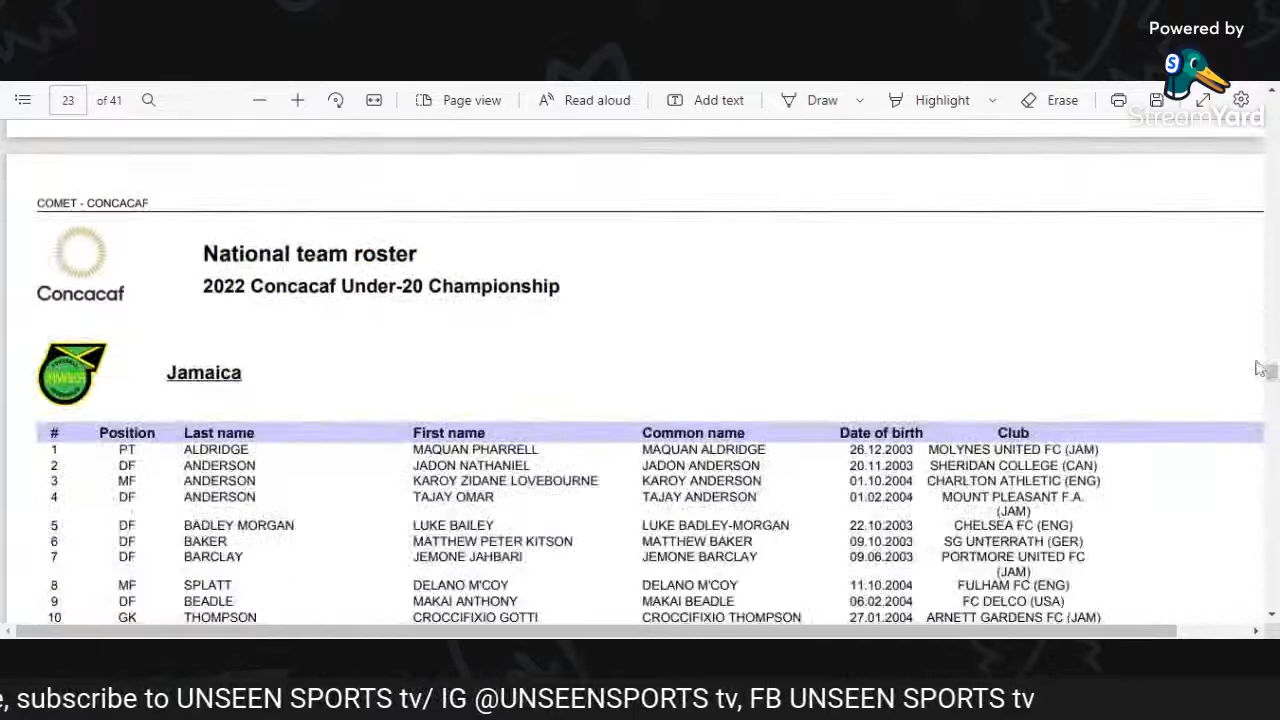 Powered by
S
StreamYard
23 of 41 Page view Read aloud Add text Draw Highlight Erase
COMET - CONCACAF
National team roster
2022 Concacaf Under-20 Championship
Concacaf
Jamaica
# Position Last name First name Common name Date of birth Club
1 PT ALDRIDGE MAQUAN PHARRELL MAQUAN ALDRIDGE 26.12.2003 MOLYNES UNITED FC (JAM)
2 DF ANDERSON JADON NATHANIEL JADON ANDERSON 20.11.2003 SHERIDAN COLLEGE (CAN)
3 MF ANDERSON KAROY ZIDANE LOVEBOURNE KAROY ANDERSON 01.10.2004 CHARLTON ATHLETIC (ENG)
4 DF ANDERSON TAJAY OMAR TAJAY ANDERSON 01.02.2004 MOUNT PLEASANT F.A.
(JAM)
5 DF BADLEY MORGAN LUKE BAILEY LUKE BADLEY-MORGAN 22.10.2003 CHELSEA FC (ENG)
6 DF BAKER MATTHEW PETER KITSON MATTHEW BAKER 09.10.2003 SG UNTERRATH (GER)
7 DF BARCLAY JEMONE JAHBARI JEMONE BARCLAY 09.06.2003 PORTMORE UNITED FC
(JAM)
8 MF SPLATT DELANO M'COY DELANO M'COY 11.10.2004 FULHAM FC (ENG)
9 DF BEADLE MAKAI ANTHONY MAKAI BEADLE 06.02.2004 FC DELCO (USA)
10 GK THOMPSON CROCCIFIXIO GOTTI CROCCIFIXIO THOMPSON 27.01.2004 ARNETT GARDENS FC (JAM)
e, subscribe to UNSEEN SPORTS tv/ IG @UNSEENSPORTS tv, FB UNSEEN SPORTS tv